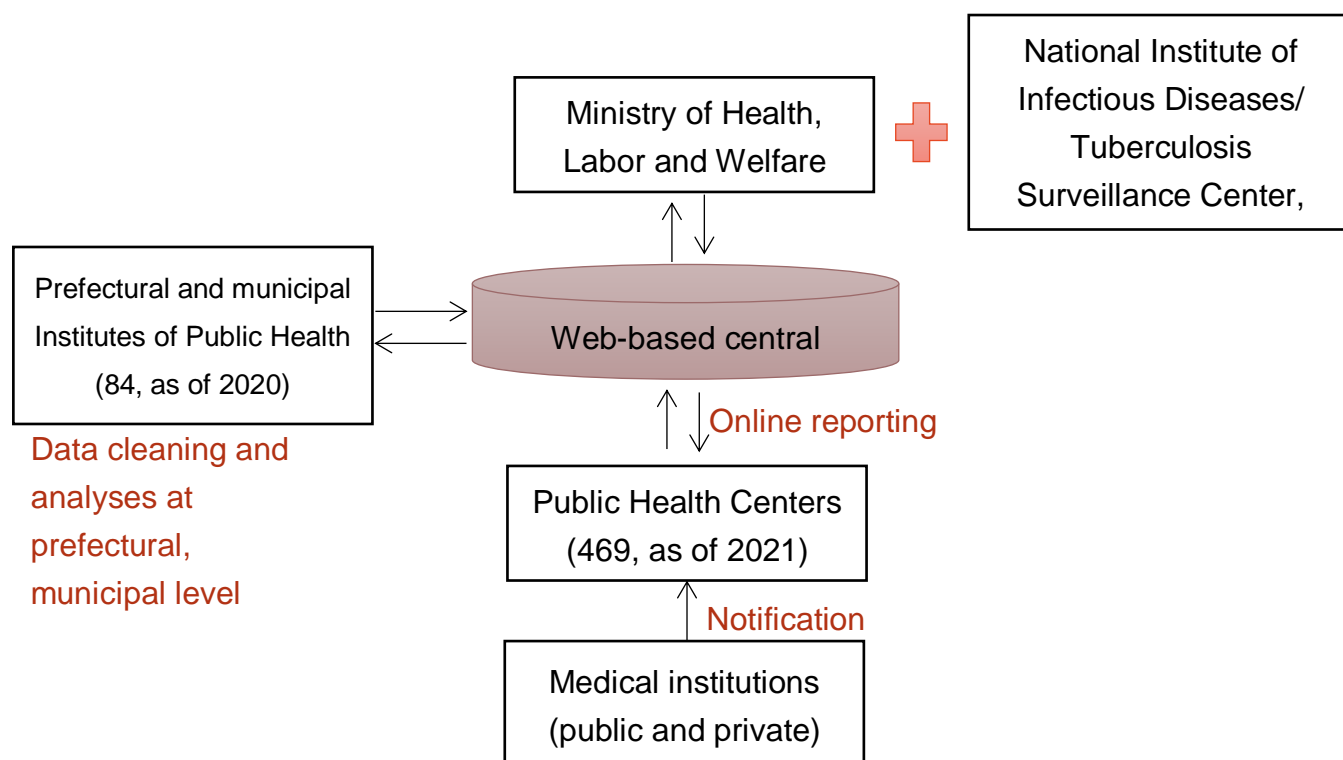 Ministry of Health,
Labor and Welfare
National Institute of
Infectious Diseases/
Tuberculosis
Surveillance Center,
Prefectural and municipal
Institutes of Public Health
(84, as of 2020)
Data cleaning and
analyses at
prefectural,
municipal level
Web-based central
Online reporting
Public Health Centers
(469, as of 2021)
Notification
Medical institutions
(public and private)